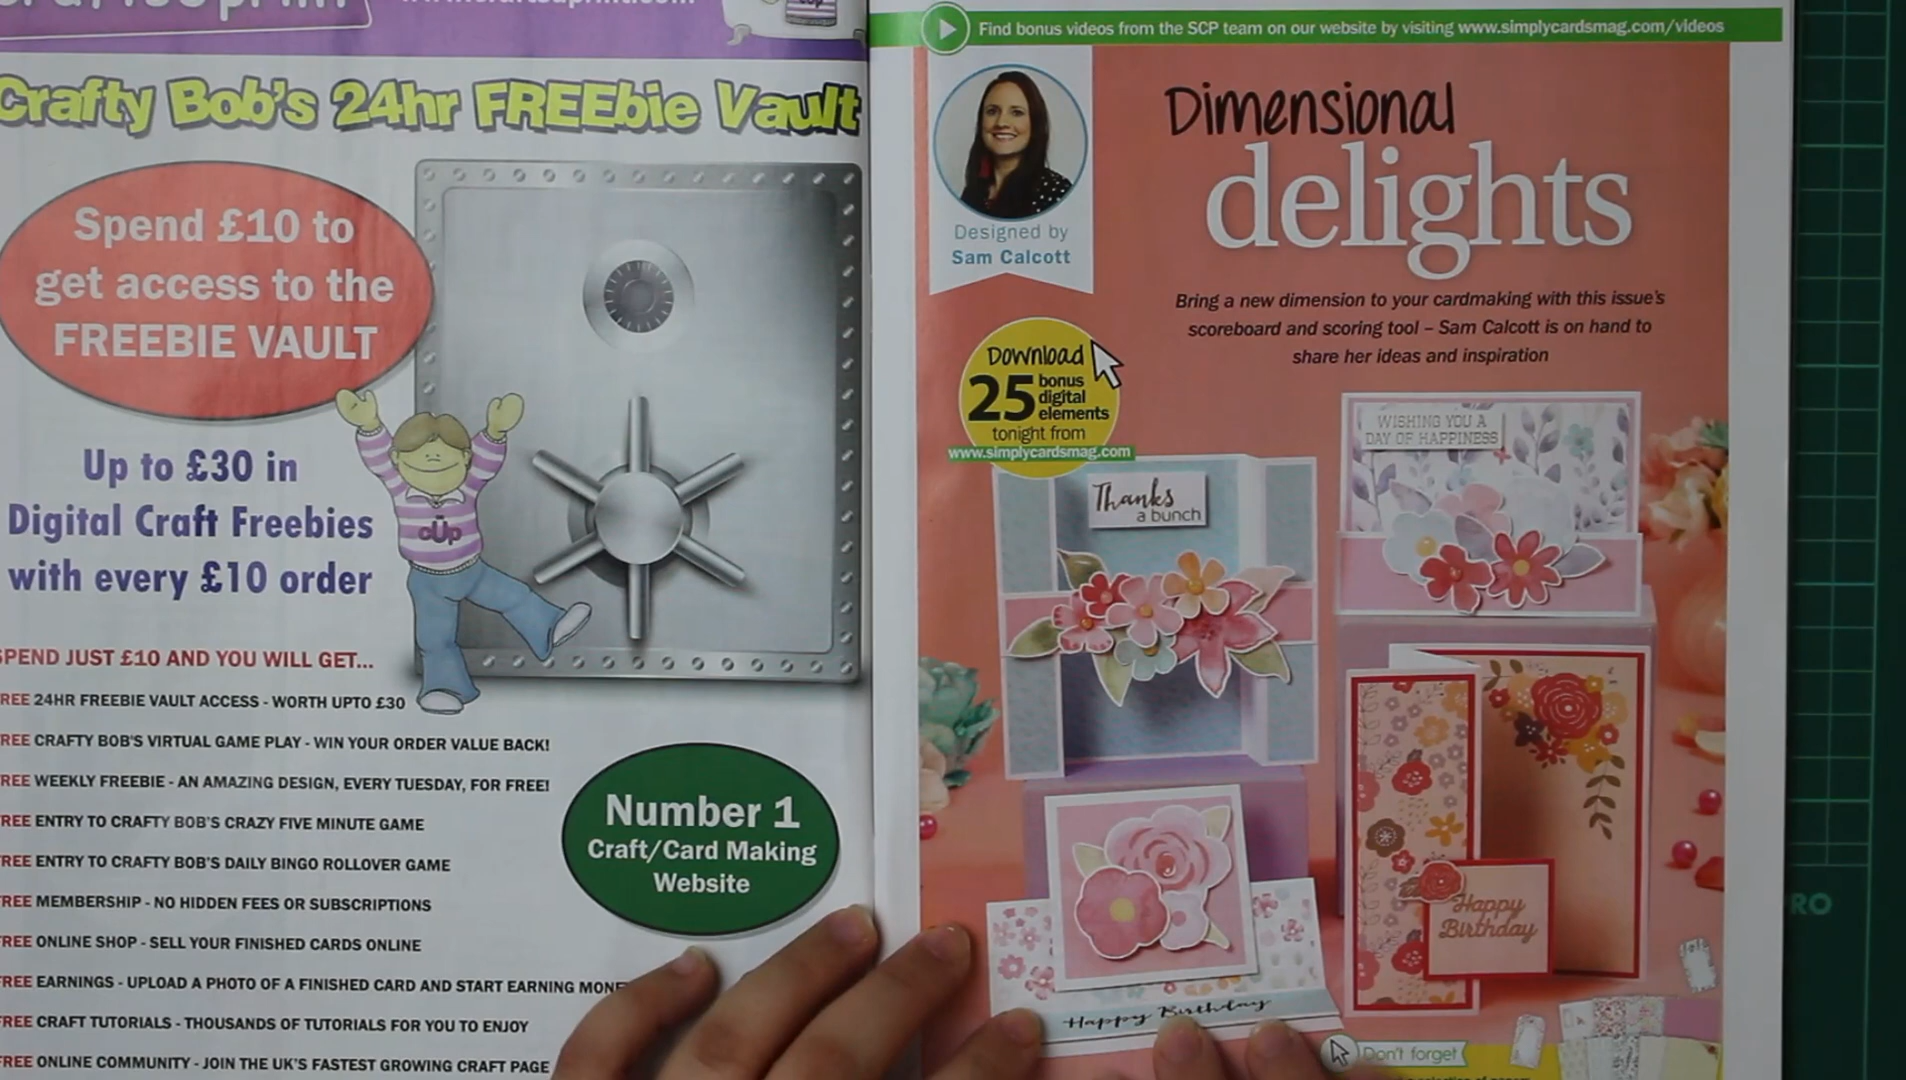 Crafty Bob's 24hr FREEbie Vault
Spend £10 to
get access to the
FREEBIE VAULT
Up to £30 in
Digital Craft Freebies
with every £10 order
cUp
SPEND JUST £10 AND YOU WILL GET...
REE 24HR FREEBIE VAULT ACCESS - WORTH UPTO £30
REE CRAFTY BOB'S VIRTUAL GAME PLAY - WIN YOUR ORDER VALUE BACK!
REE WEEKLY FREEBIE - AN AMAZING DESIGN, EVERY TUESDAY, FOR FREE!
REE ENTRY TO CRAFTY BOB'S CRAZY FIVE MINUTE GAME
REE ENTRY TO CRAFTY BOB'S DAILY BINGO ROLLOVER GAME
REE MEMBERSHIP - NO HIDDEN FEES OR SUBSCRIPTIONS
REE ONLINE SHOP - SELL YOUR FINISHED CARDS ONLINE
REE EARNINGS - UPLOAD A PHOTO OF A FINISHED CARD AND START EARNING MONE
REE CRAFT TUTORIALS - THOUSANDS OF TUTORIALS FOR YOU TO ENJOY
REE ONLINE COMMUNITY - JOIN THE UK'S FASTEST GROWING CRAFT PAGE
Number 1
Craft/Card Making
Website
Find bonus videos from the SCP team on our website by visiting www.simplycardsmag.com/videos
Designed by
Sam Calcott
Dimensional
delights
Bring a new dimension to your cardmaking with this issue's
scoreboard and scoring tool – Sam Calcott is on hand to
share her ideas and inspiration
Download
25 bonus
digital
elements
tonight from
www.simplycardsmag.com
WISHING YOU A
DAY OF HAPPINESS
Thanks
a bunch
Happy
Birthday
Happy Birthday
Don't forget
RO